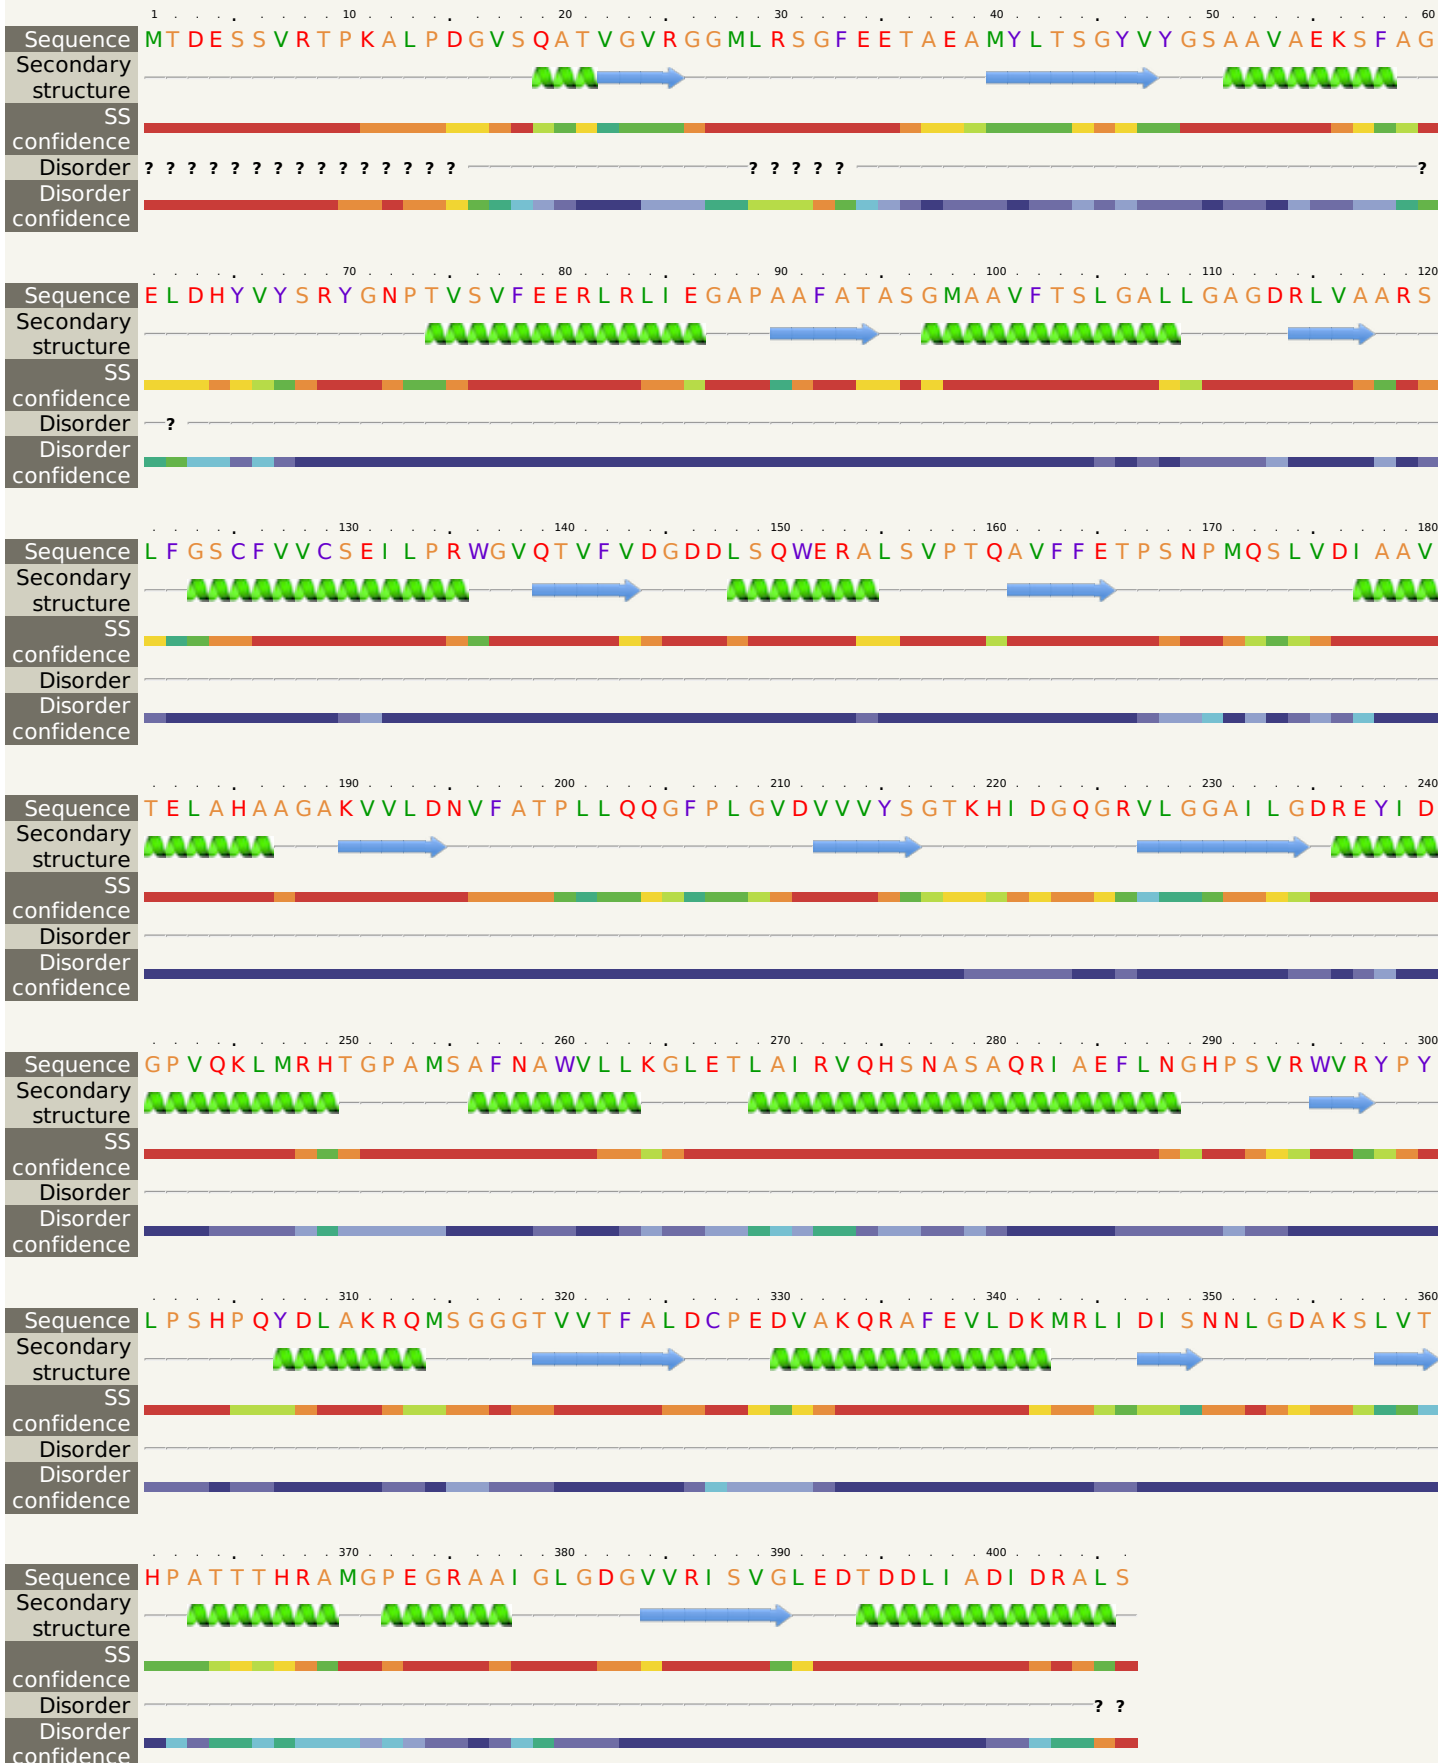 1 10 20 30 40 50 60
Sequence MTDESSVRTPKALPDGVSQATVGVRGGMLRSGFEETAEAMYLTSGYVYGSAAVAEKSFAG
Secondary
structure
SS
confidence
Disorder ? ? ? ? ? ? ? ? ? ? ? ? ? ? ? ? ? ? ? ? ?
Disorder
confidence
70 80 90 100 110 120
Sequence ELDHYVYSRYGNPTVSVFEERLRLIEGAPAAFATASGMAAVFTSLGALLGAGDRLVAARS
Secondary
structure
SS
confidence
Disorder ?
Disorder
confidence
130 140 150 160 170 180
Sequence LFGSCFVVCSEILPRWGVQTVFVDGDDLSQWERALSVPTQAVFFETPSNPMQSLVDIAAV
Secondary
structure
SS
confidence
Disorder
Disorder
confidence
190 200 210 220 230 240
Sequence TELAHAAGAKVVLDNVFATPLLQQGFPLGVDVVVYSGTKHIDGQGRVLGGAILGDREYID
Secondary
structure
SS
confidence
Disorder
Disorder
confidence
250 260 270 280 290 300
Sequence GPVQKLMRHTGPAMSAFNAWVLLKGLETLAIRVQHSNASAQRIAEFLNGHPSVRWVRYPY
Secondary
structure
SS
confidence
Disorder
Disorder
confidence
310 320 330 340 350 360
Sequence LPSHPQYDLAKRQMSGGGTVVTFALDCPEDVAKQRAFEVLDKMRLIDISNNLGDAKSLVT
Secondary
structure
SS
confidence
Disorder
Disorder
confidence
370 380 390 400
Sequence HPATTTHRAMGPEGRAAIGLGDGVVRISVGLEDTDDLIADIDRALS
Secondary
structure
SS
confidence
Disorder ? ?
Disorder
confidence